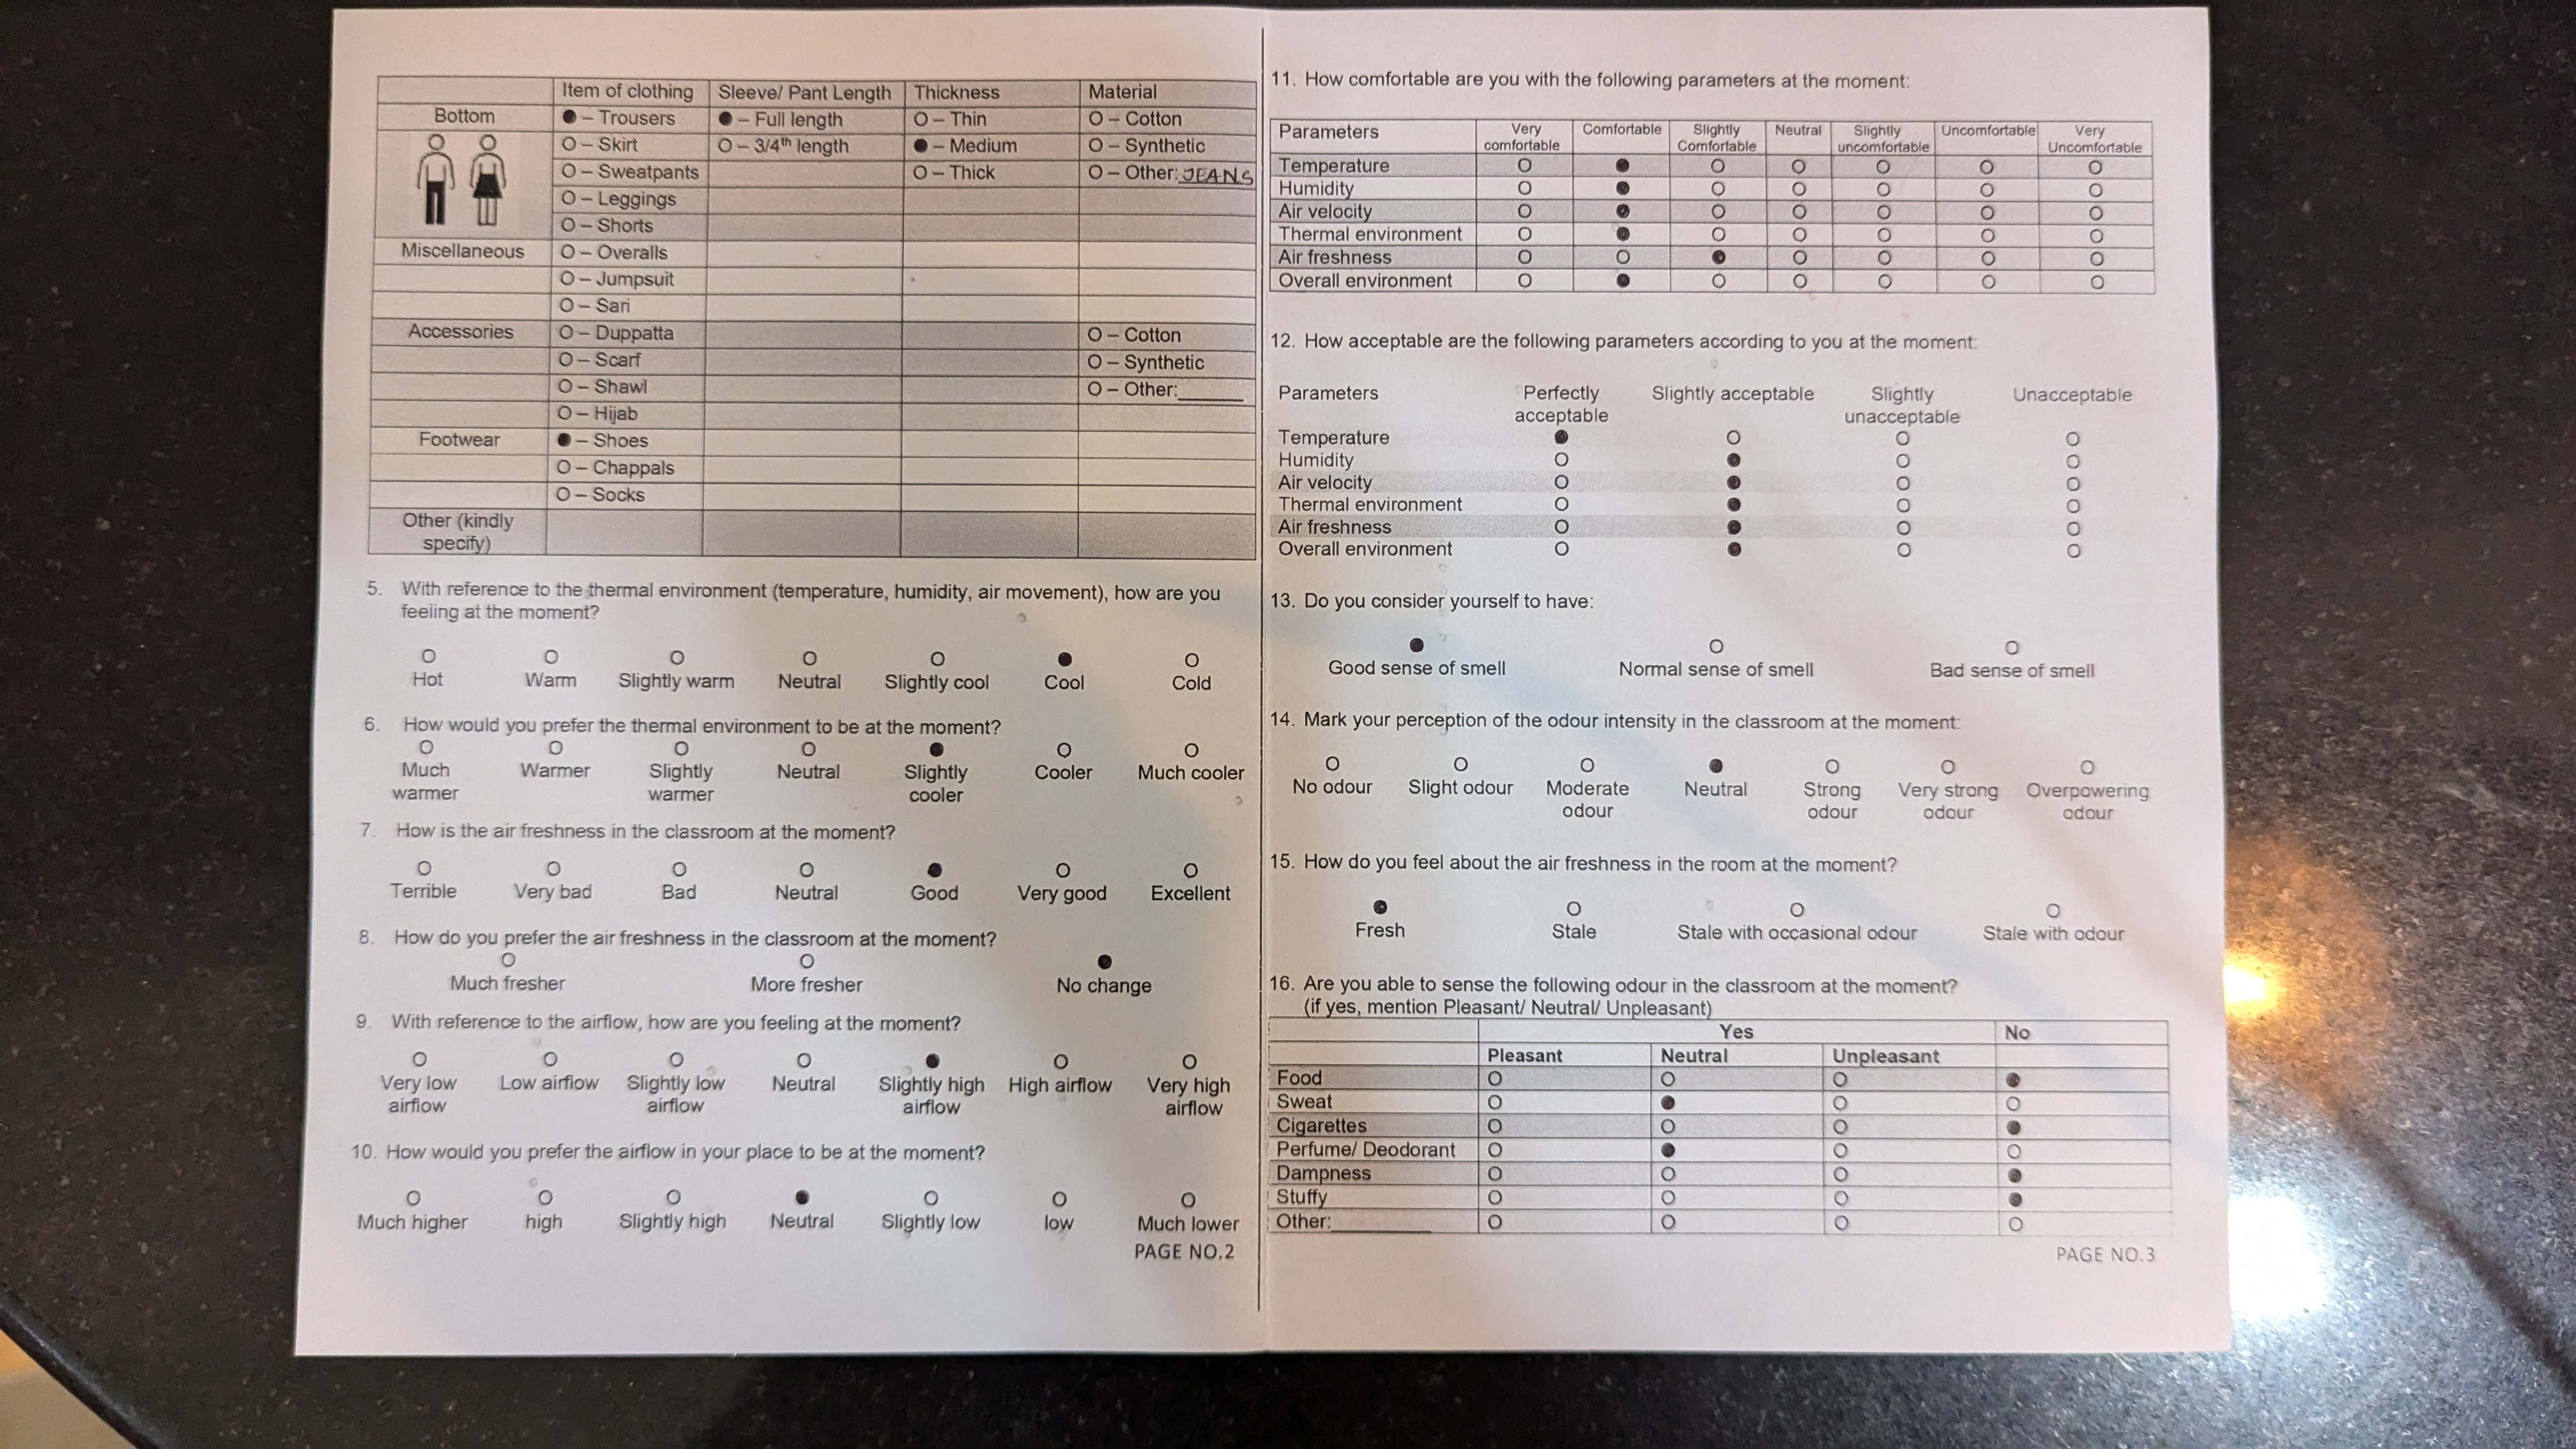 Item of clothing Sleeve/ Pant Length Thickness Material
Bottom ● – Trousers ● – Full length O – Thin O – Cotton
O – Skirt O – 3/4th length ● – Medium O – Synthetic
O – Sweatpants O – Thick O – Other: JEANS
O – Leggings
O – Shorts
Miscellaneous O – Overalls
O – Jumpsuit
O – Sari
Accessories O – Duppatta O – Cotton
O – Scarf O – Synthetic
O – Shawl O – Other:______
O – Hijab
Footwear ● – Shoes
O – Chappals
O – Socks
Other (kindly
specify)
5. With reference to the thermal environment (temperature, humidity, air movement), how are you
feeling at the moment?
O O O O O ● O
Hot Warm Slightly warm Neutral Slightly cool Cool Cold
6. How would you prefer the thermal environment to be at the moment?
O O O O ● O O
Much Warmer Slightly Neutral Slightly Cooler Much cooler
warmer warmer cooler
7. How is the air freshness in the classroom at the moment?
O O O O ● O O
Terrible Very bad Bad Neutral Good Very good Excellent
8. How do you prefer the air freshness in the classroom at the moment?
O O ●
Much fresher More fresher No change
9. With reference to the airflow, how are you feeling at the moment?
O O O O ● O O
Very low Low airflow Slightly low Neutral Slightly high High airflow Very high
airflow airflow airflow airflow
10. How would you prefer the airflow in your place to be at the moment?
O O O ● O O O
Much higher high Slightly high Neutral Slightly low low Much lower
PAGE NO.2
11. How comfortable are you with the following parameters at the moment:
Parameters Very Comfortable Slightly Neutral Slightly Uncomfortable Very
comfortable Comfortable uncomfortable Uncomfortable
Temperature O ● O O O O O
Humidity O ● O O O O O
Air velocity O ● O O O O O
Thermal environment O ● O O O O O
Air freshness O O ● O O O O
Overall environment O ● O O O O O
12. How acceptable are the following parameters according to you at the moment:
Parameters Perfectly Slightly acceptable Slightly Unacceptable
acceptable unacceptable
Temperature ● O O O
Humidity O ● O O
Air velocity O ● O O
Thermal environment O ● O O
Air freshness O ● O O
Overall environment O ● O O
13. Do you consider yourself to have:
● O O
Good sense of smell Normal sense of smell Bad sense of smell
14. Mark your perception of the odour intensity in the classroom at the moment:
O O O ● O O O
No odour Slight odour Moderate Neutral Strong Very strong Overpowering
odour odour odour odour
15. How do you feel about the air freshness in the room at the moment?
● O O O
Fresh Stale Stale with occasional odour Stale with odour
16. Are you able to sense the following odour in the classroom at the moment?
(if yes, mention Pleasant/ Neutral/ Unpleasant)
Yes No
Pleasant Neutral Unpleasant
Food O O O ●
Sweat O ● O O
Cigarettes O O O ●
Perfume/ Deodorant O ● O O
Dampness O O O ●
Stuffy O O O ●
Other:__________ O O O O
PAGE NO.3